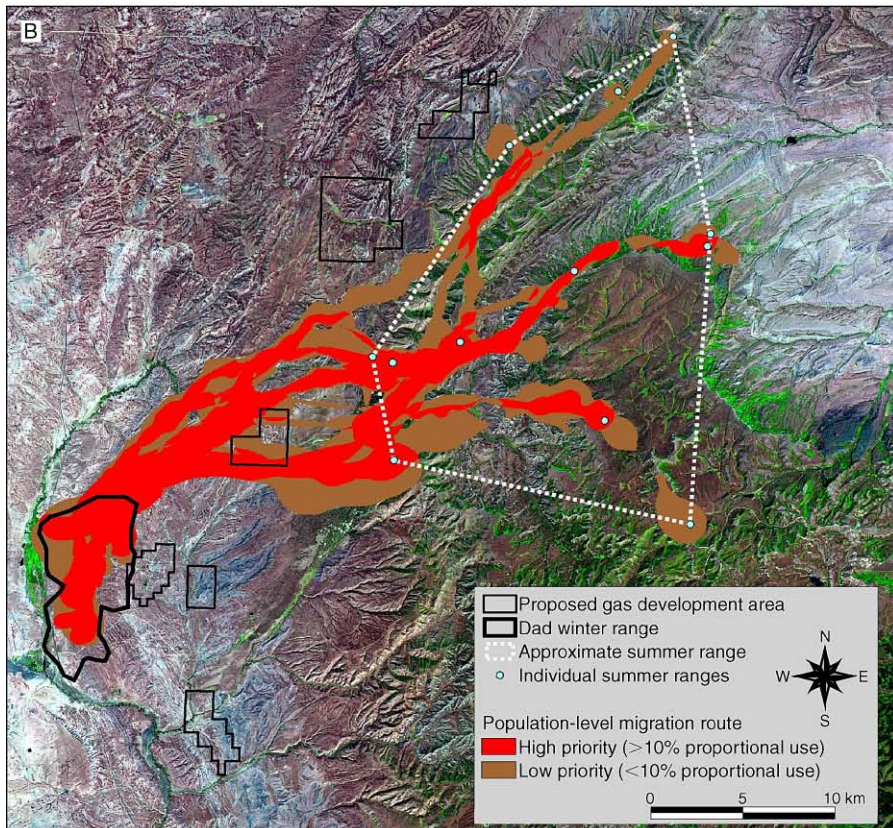 B
Proposed gas development area
Dad winter range
Approximate summer range
Individual summer ranges
N
W E
S
Population-level migration route
High priority (>10% proportional use)
Low priority (<10% proportional use)
0 5 10 km